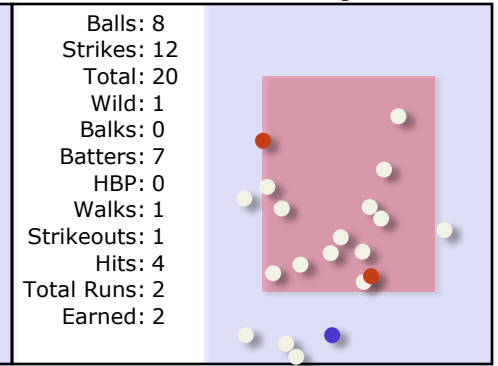 Balls: 8
Strikes: 12
Total: 20
Wild: 1
Balks: 0
Batters: 7
HBP: 0
Walks: 1
Strikeouts: 1
Hits: 4
Total Runs: 2
Earned: 2